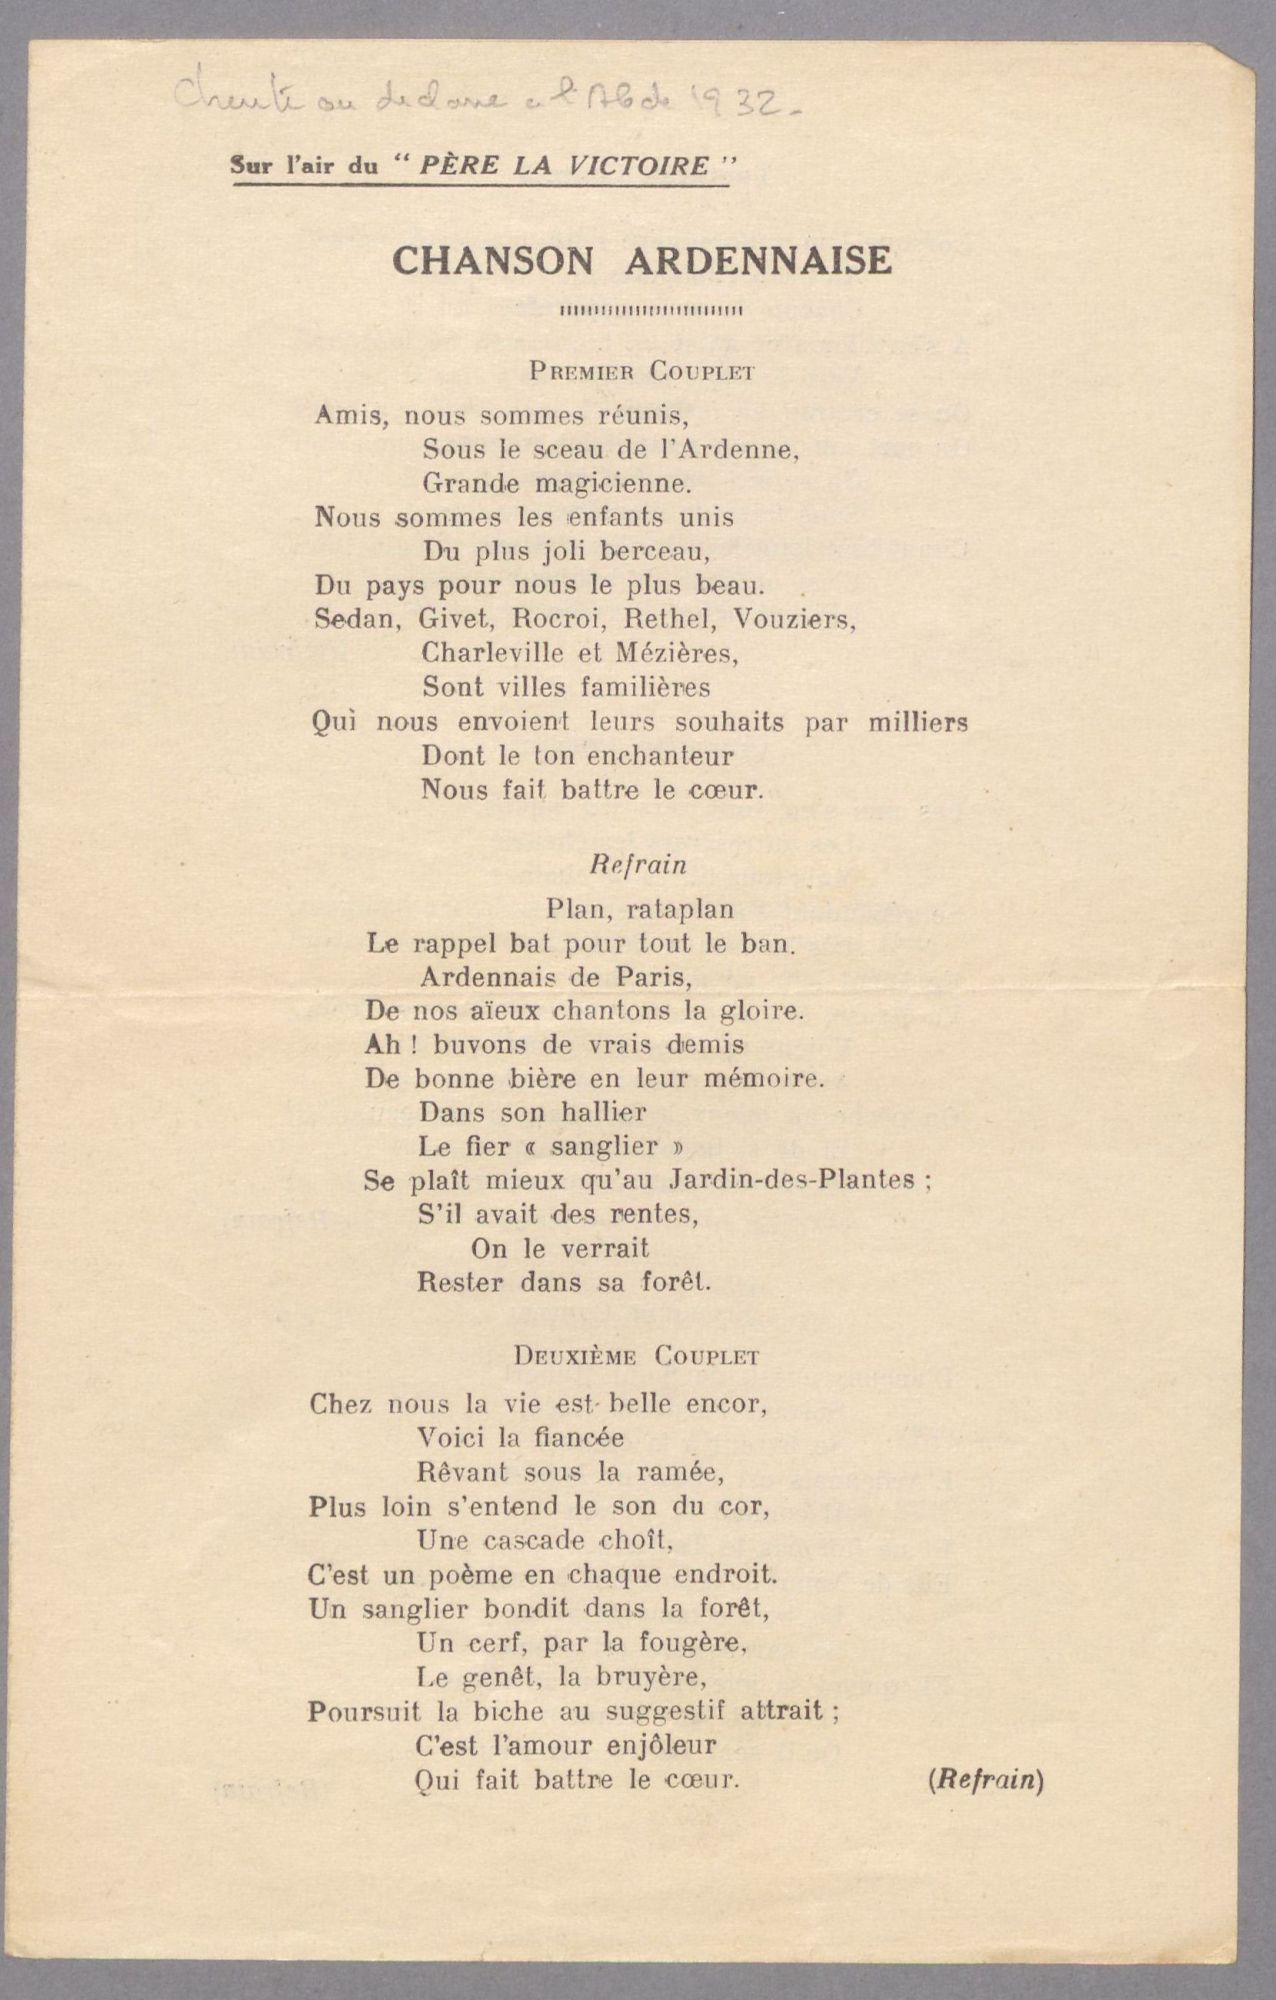 1932.
Sur l'air du “ PÈRE LA VICTOIRE ”
CHANSON ARDENNAISE
PREMIER COUPLET
Amis, nous sommes réunis,
Sous le sceau de l'Ardenne,
Grande magicienne.
Nous sommes les enfants unis
Du plus joli berceau,
Du pays pour nous le plus beau.
Sedan, Givet, Rocroi, Rethel, Vouziers,
Charleville et Mézières,
Sont villes familières
Qui nous envoient leurs souhaits par milliers
Dont le ton enchanteur
Nous fait battre le cœur.
Refrain
Plan, rataplan
Le rappel bat pour tout le ban.
Ardennais de Paris,
De nos aïeux chantons la gloire.
Ah ! buvons de vrais demis
De bonne bière en leur mémoire.
Dans son hallier
Le fier « sanglier »
Se plaît mieux qu'au Jardin-des-Plantes ;
S'il avait des rentes,
On le verrait
Rester dans sa forêt.
DEUXIÈME COUPLET
Chez nous la vie est belle encor,
Voici la fiancée
Rêvant sous la ramée,
Plus loin s'entend le son du cor,
Une cascade choît,
C'est un poème en chaque endroit.
Un sanglier bondit dans la forêt,
Un cerf, par la fougère,
Le genêt, la bruyère,
Poursuit la biche au suggestif attrait ;
C'est l'amour enjôleur
Qui fait battre le cœur. (Refrain)